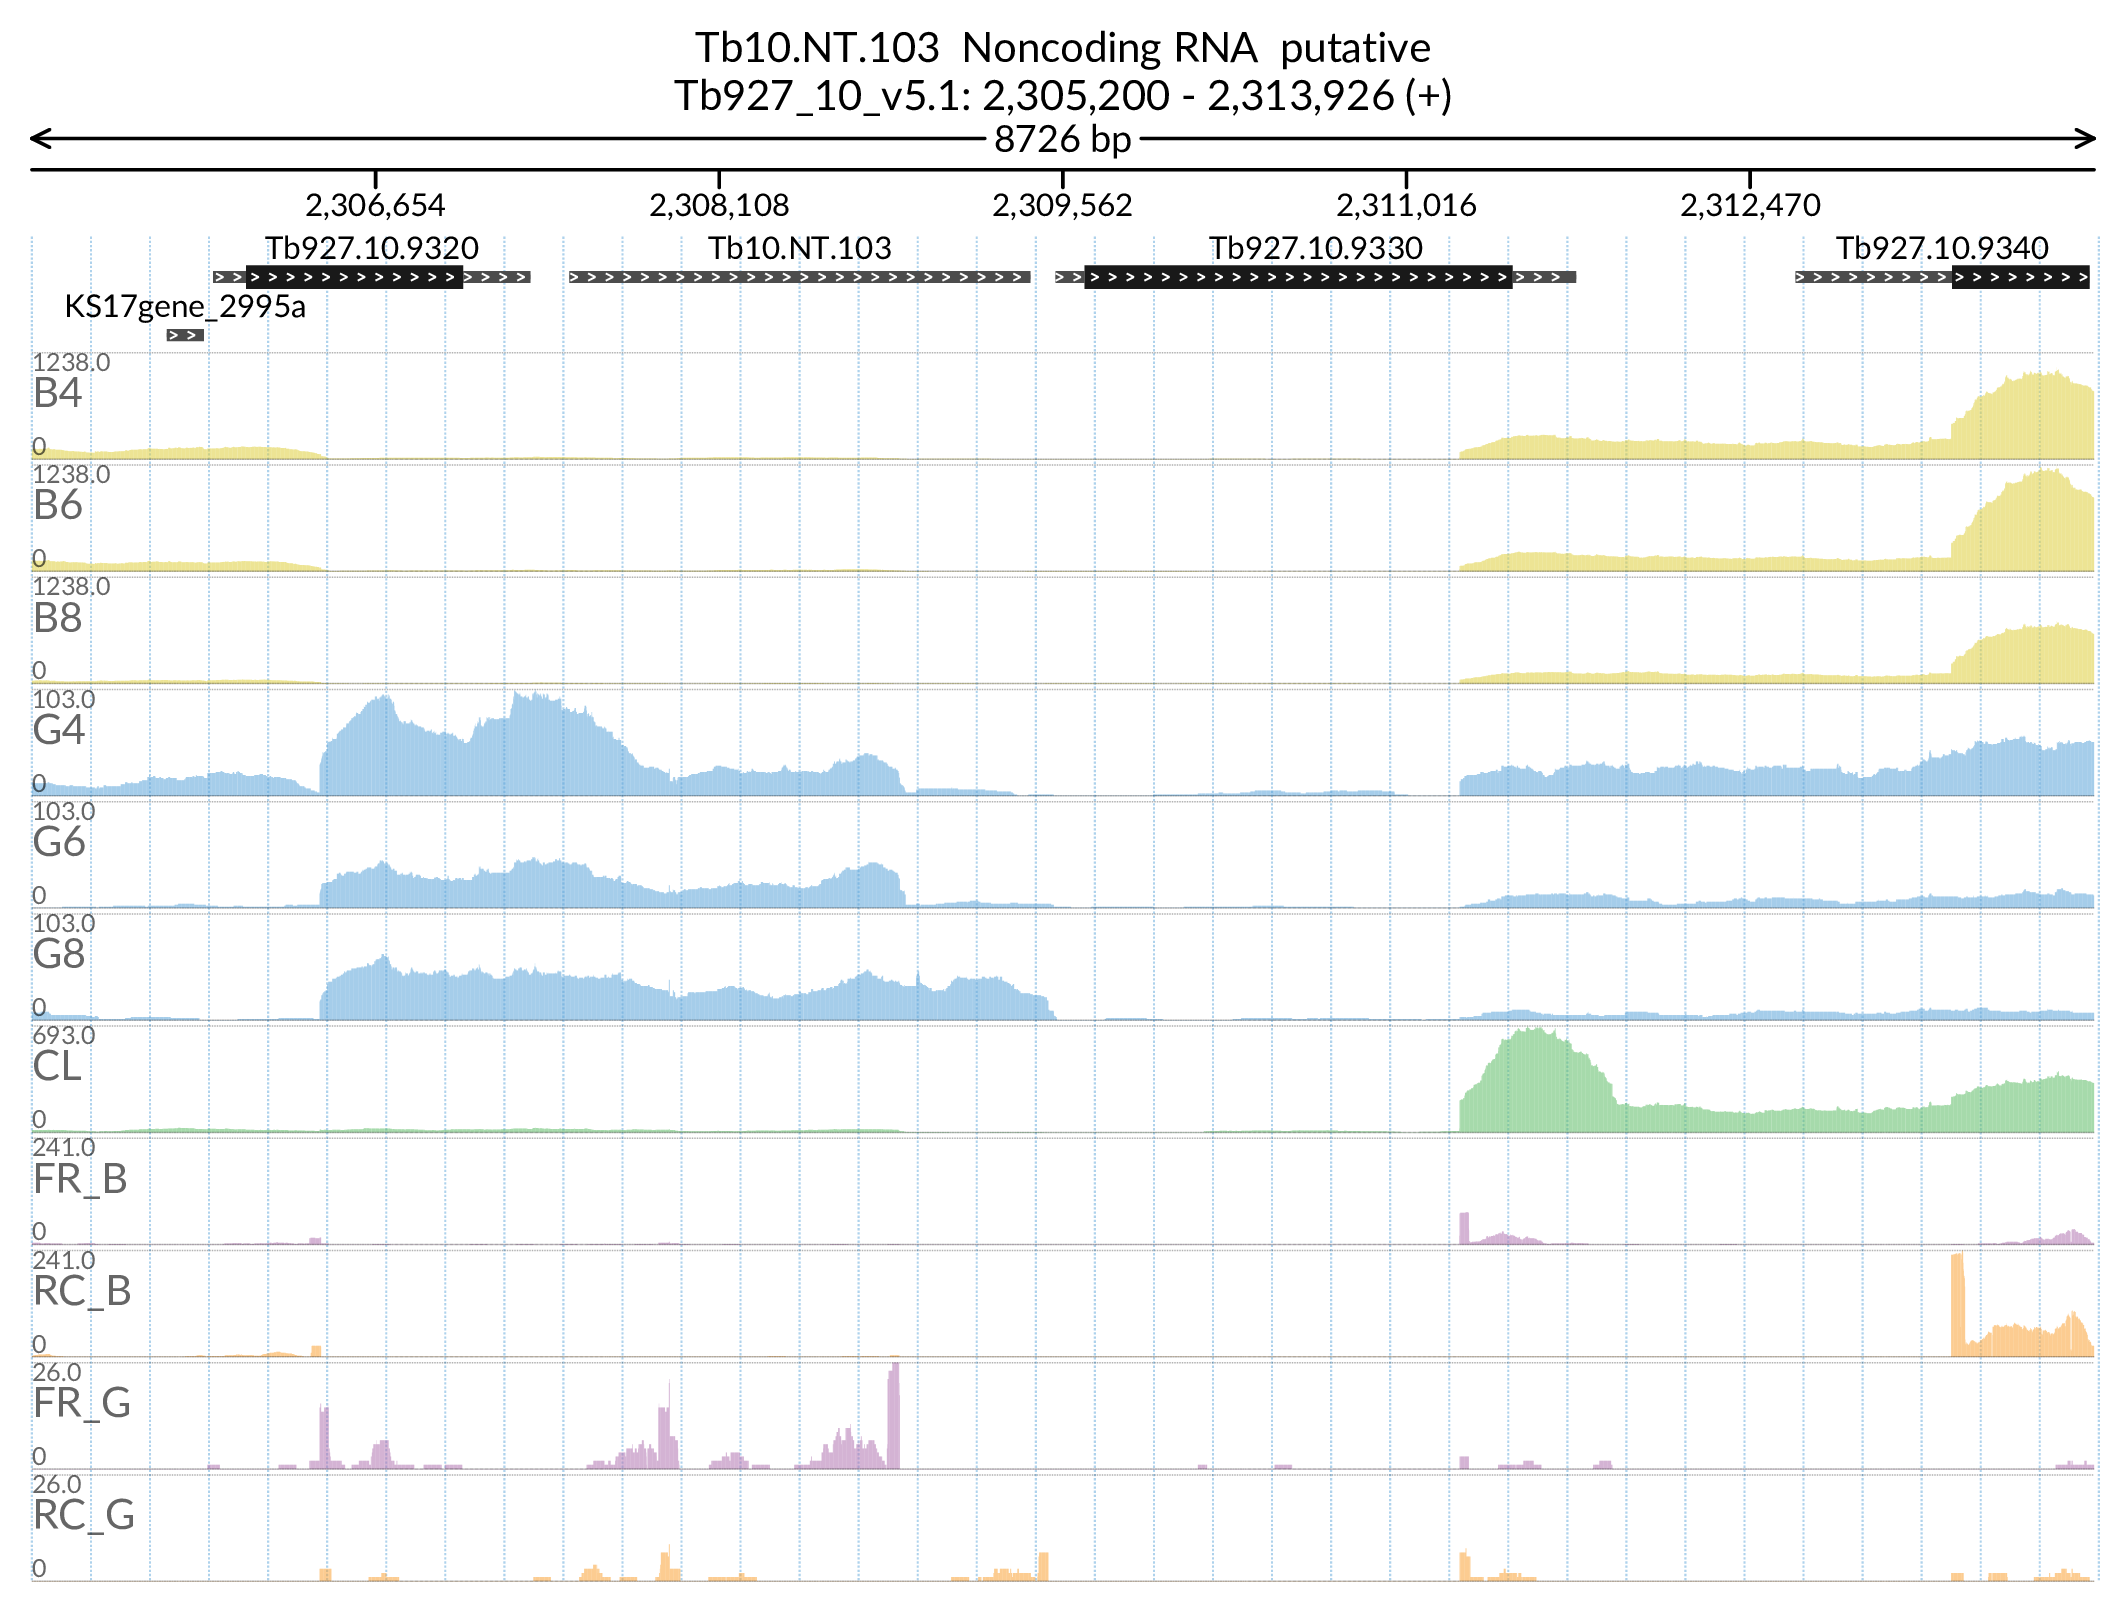 Tb10.NT.103  Noncoding RNA  putative
Tb927_10_v5.1: 2,305,200 - 2,313,926 (+)
8726 bp
2,306,654 2,308,108 2,309,562 2,311,016 2,312,470
Tb927.10.9320 Tb10.NT.103 Tb927.10.9330 Tb927.10.9340
KS17gene_2995a
1238.0
B4
0
1238.0
B6
0
1238.0
B8
0
103.0
G4
0
103.0
G6
0
103.0
G8
0
693.0
CL
0
241.0
FR_B
0
241.0
RC_B
0
26.0
FR_G
0
26.0
RC_G
0